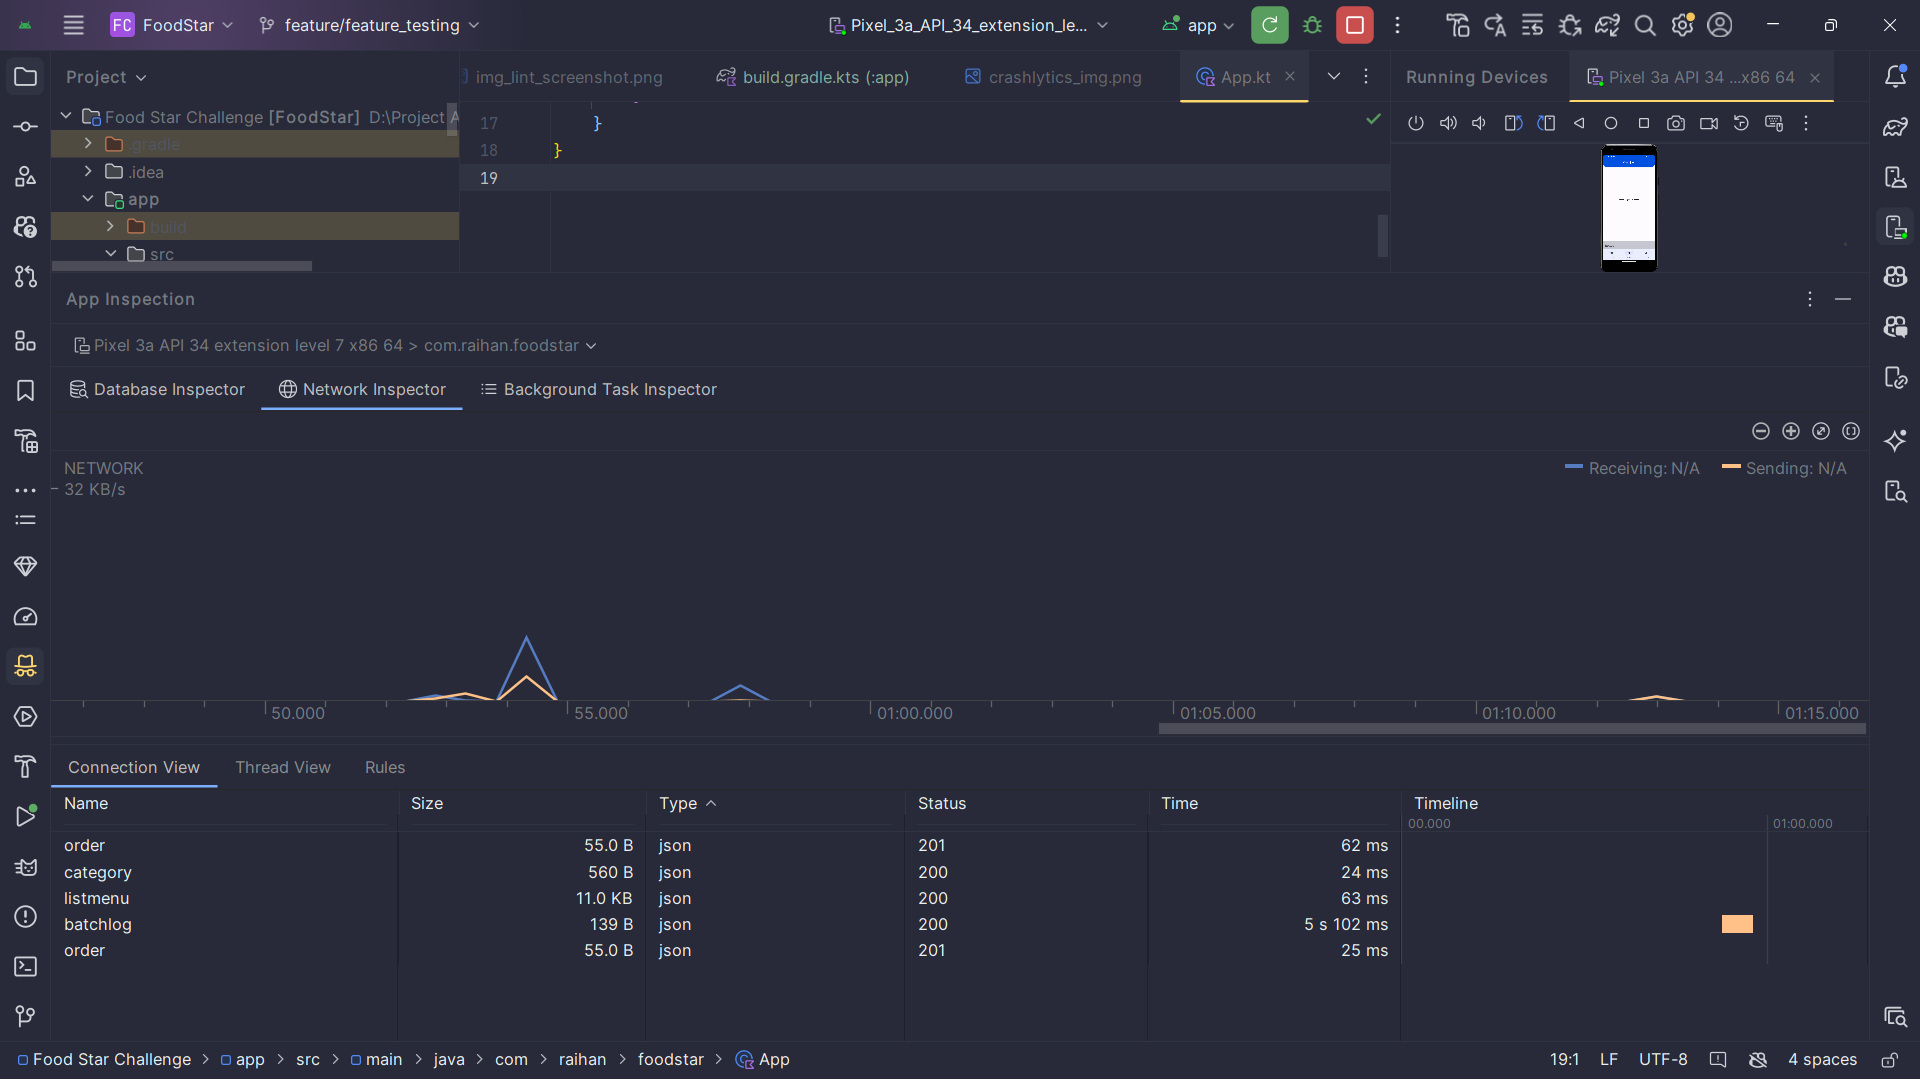 FC FoodStar feature/feature_testing Pixel_3a_API_34_extension_le... app
Project
Food Star Challenge [FoodStar] D:\Project A
.gradle
.idea
app
build
src
img_lint_screenshot.png build.gradle.kts (:app) crashlytics_img.png App.kt
17 }
18 }
19
Running Devices Pixel 3a API 34 ...x86 64
App Inspection
Pixel 3a API 34 extension level 7 x86 64 > com.raihan.foodstar
Database Inspector Network Inspector Background Task Inspector
NETWORK
32 KB/s
Receiving: N/A Sending: N/A
50.000 55.000 01:00.000 01:05.000 01:10.000 01:15.000
Connection View Thread View Rules
Name Size Type Status Time Timeline
00.000 01:00.000
order 55.0 B json 201 62 ms
category 560 B json 200 24 ms
listmenu 11.0 KB json 200 63 ms
batchlog 139 B json 200 5 s 102 ms
order 55.0 B json 201 25 ms
Food Star Challenge > app > src > main > java > com > raihan > foodstar > App
19:1 LF UTF-8 4 spaces